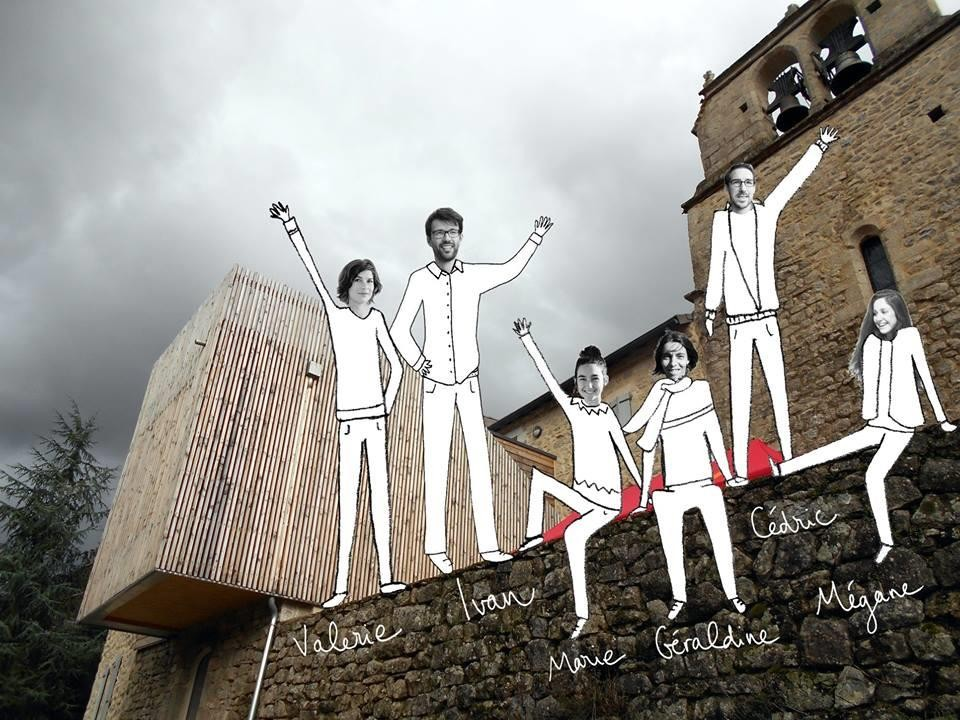 Valerie
Ivan
Marie
Géraldine
Cédric
Mégane